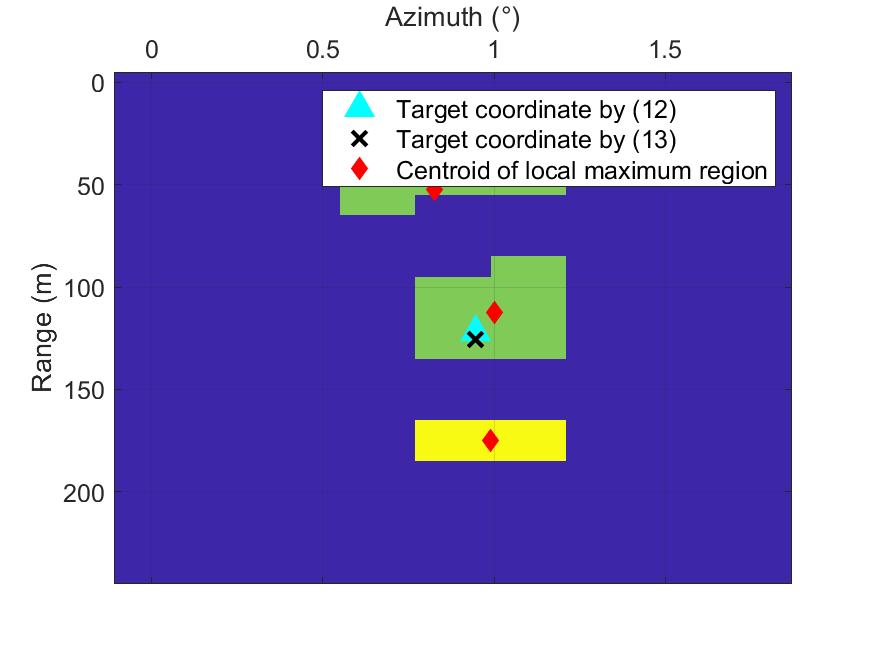 Azimuth (°)
0 0.5 1 1.5
0
Target coordinate by (12)
Target coordinate by (13)
Centroid of local maximum region
50
100
Range (m)
150
200